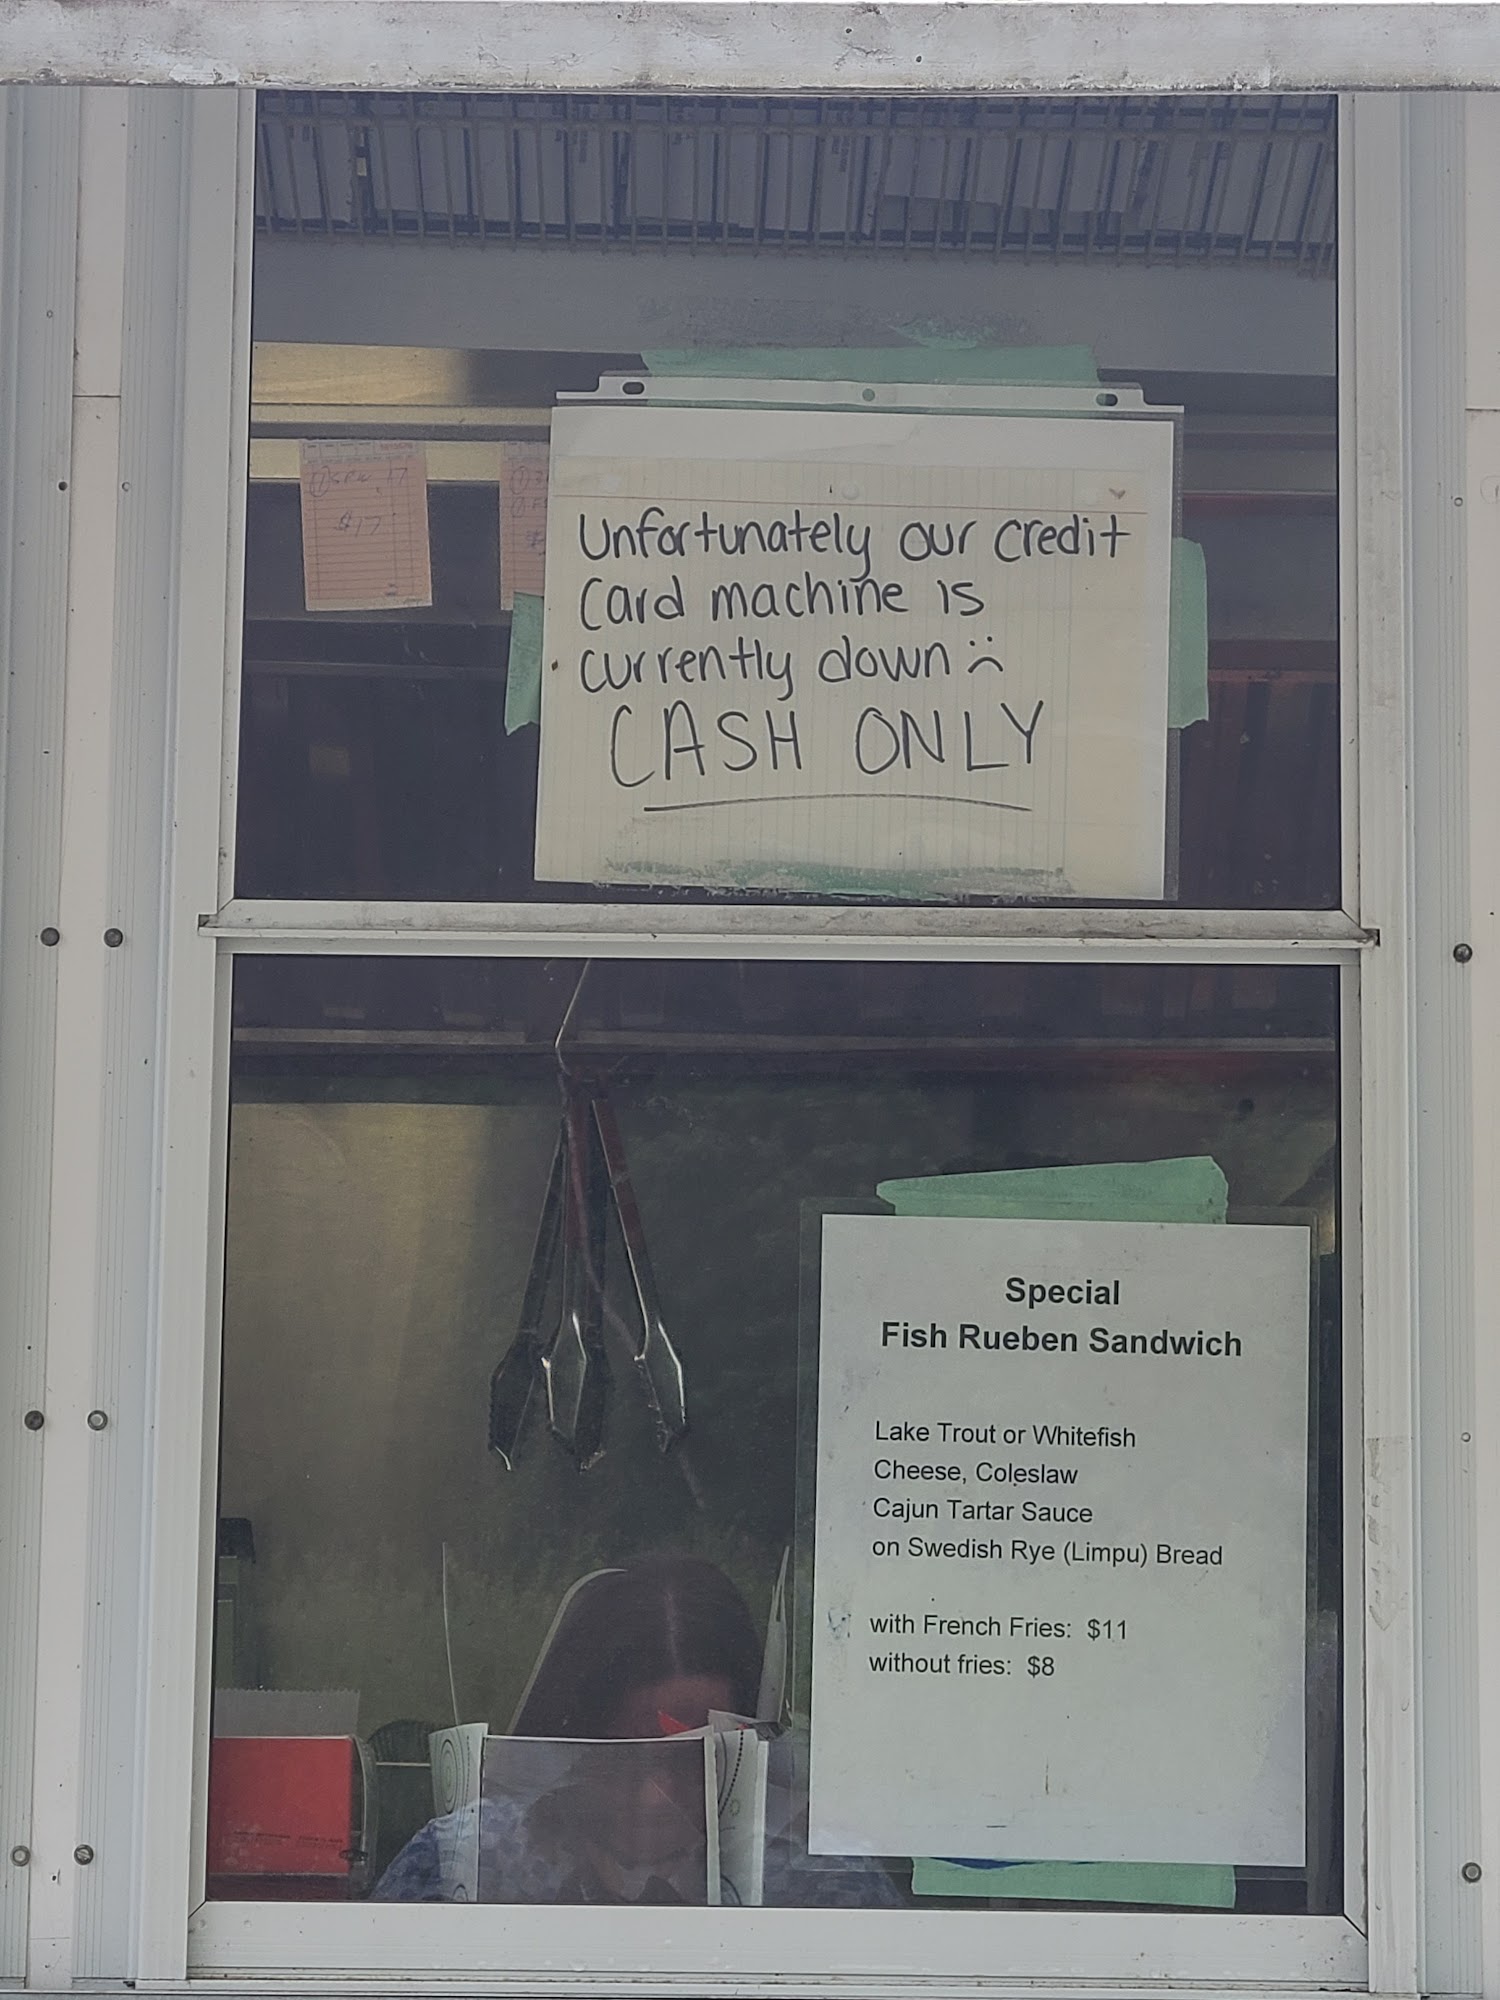 $17
Unfortunately our credit
Card machine is
currently down :(
CASH ONLY
Special
Fish Rueben Sandwich
Lake Trout or Whitefish
Cheese, Coleslaw
Cajun Tartar Sauce
on Swedish Rye (Limpu) Bread
with French Fries: $11
without fries: $8